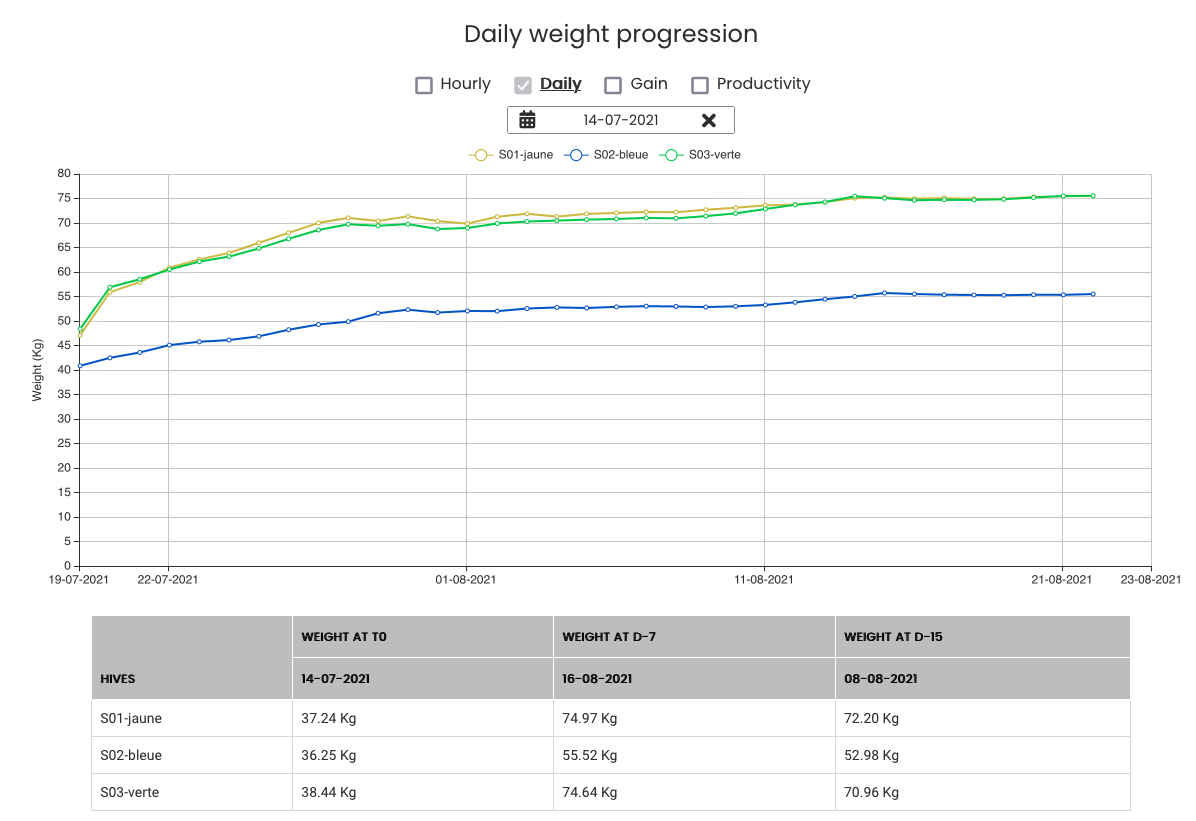 Daily weight progression
Hourly Daily Gain Productivity
14-07-2021
S01-jaune S02-bleue S03-verte
80
75
70
65
60
55
50
45
40
35
30
25
20
15
10
5
0
Weight (Kg)
19-07-2021 22-07-2021 01-08-2021 11-08-2021 21-08-2021 23-08-2021
WEIGHT AT T0 WEIGHT AT D-7 WEIGHT AT D-15
HIVES 14-07-2021 16-08-2021 08-08-2021
S01-jaune 37.24 Kg 74.97 Kg 72.20 Kg
S02-bleue 36.25 Kg 55.52 Kg 52.98 Kg
S03-verte 38.44 Kg 74.64 Kg 70.96 Kg